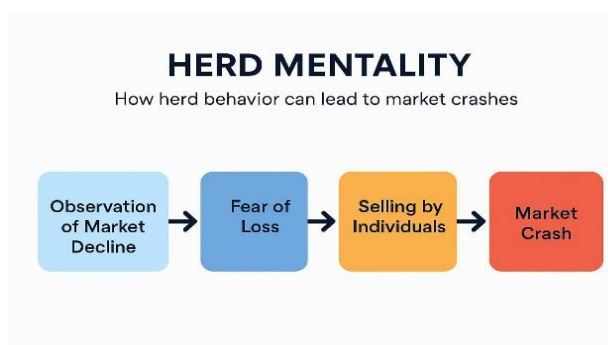 HERD MENTALITY
How herd behavior can lead to market crashes
Observation
of Market
Decline
Fear of
Loss
Selling by
Individuals
Market
Crash